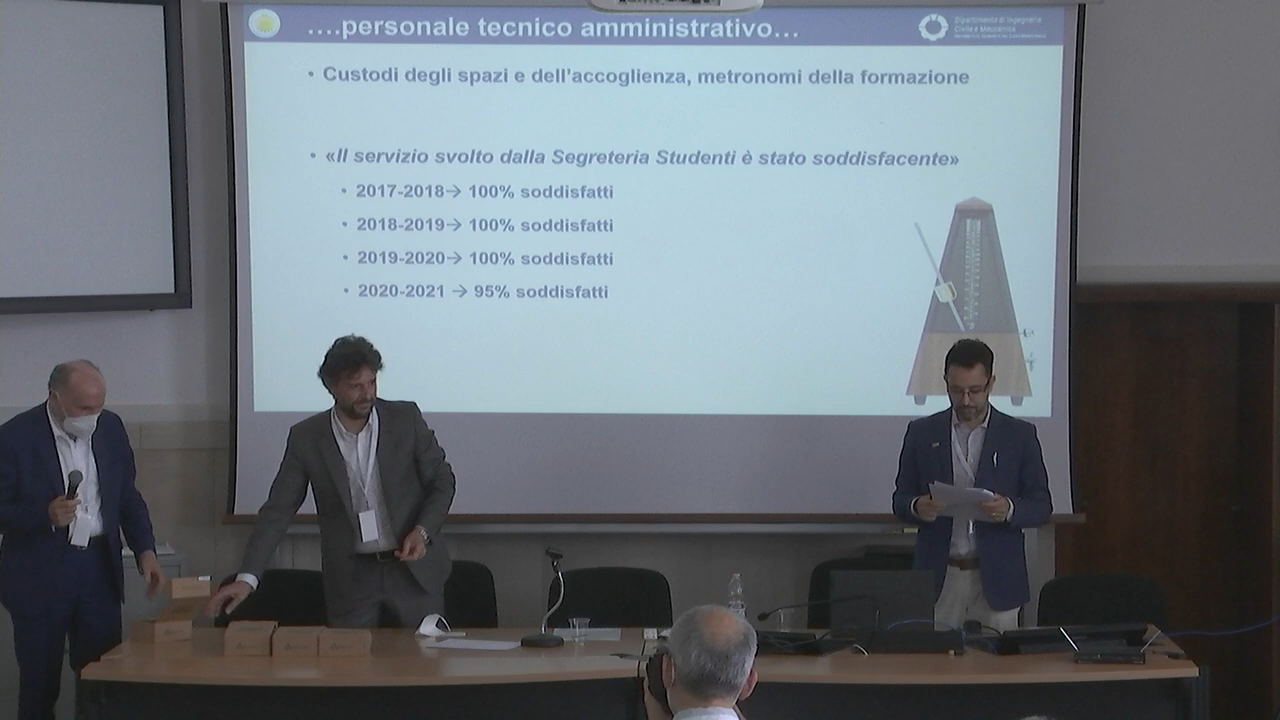 ….personale tecnico amministrativo…
Dipartimento di Ingegneria
Civile e Meccanica
• Custodi degli spazi e dell'accoglienza, metronomi della formazione
• «Il servizio svolto dalla Segreteria Studenti è stato soddisfacente»
• 2017-2018→ 100% soddisfatti
• 2018-2019→ 100% soddisfatti
• 2019-2020→ 100% soddisfatti
• 2020-2021 → 95% soddisfatti